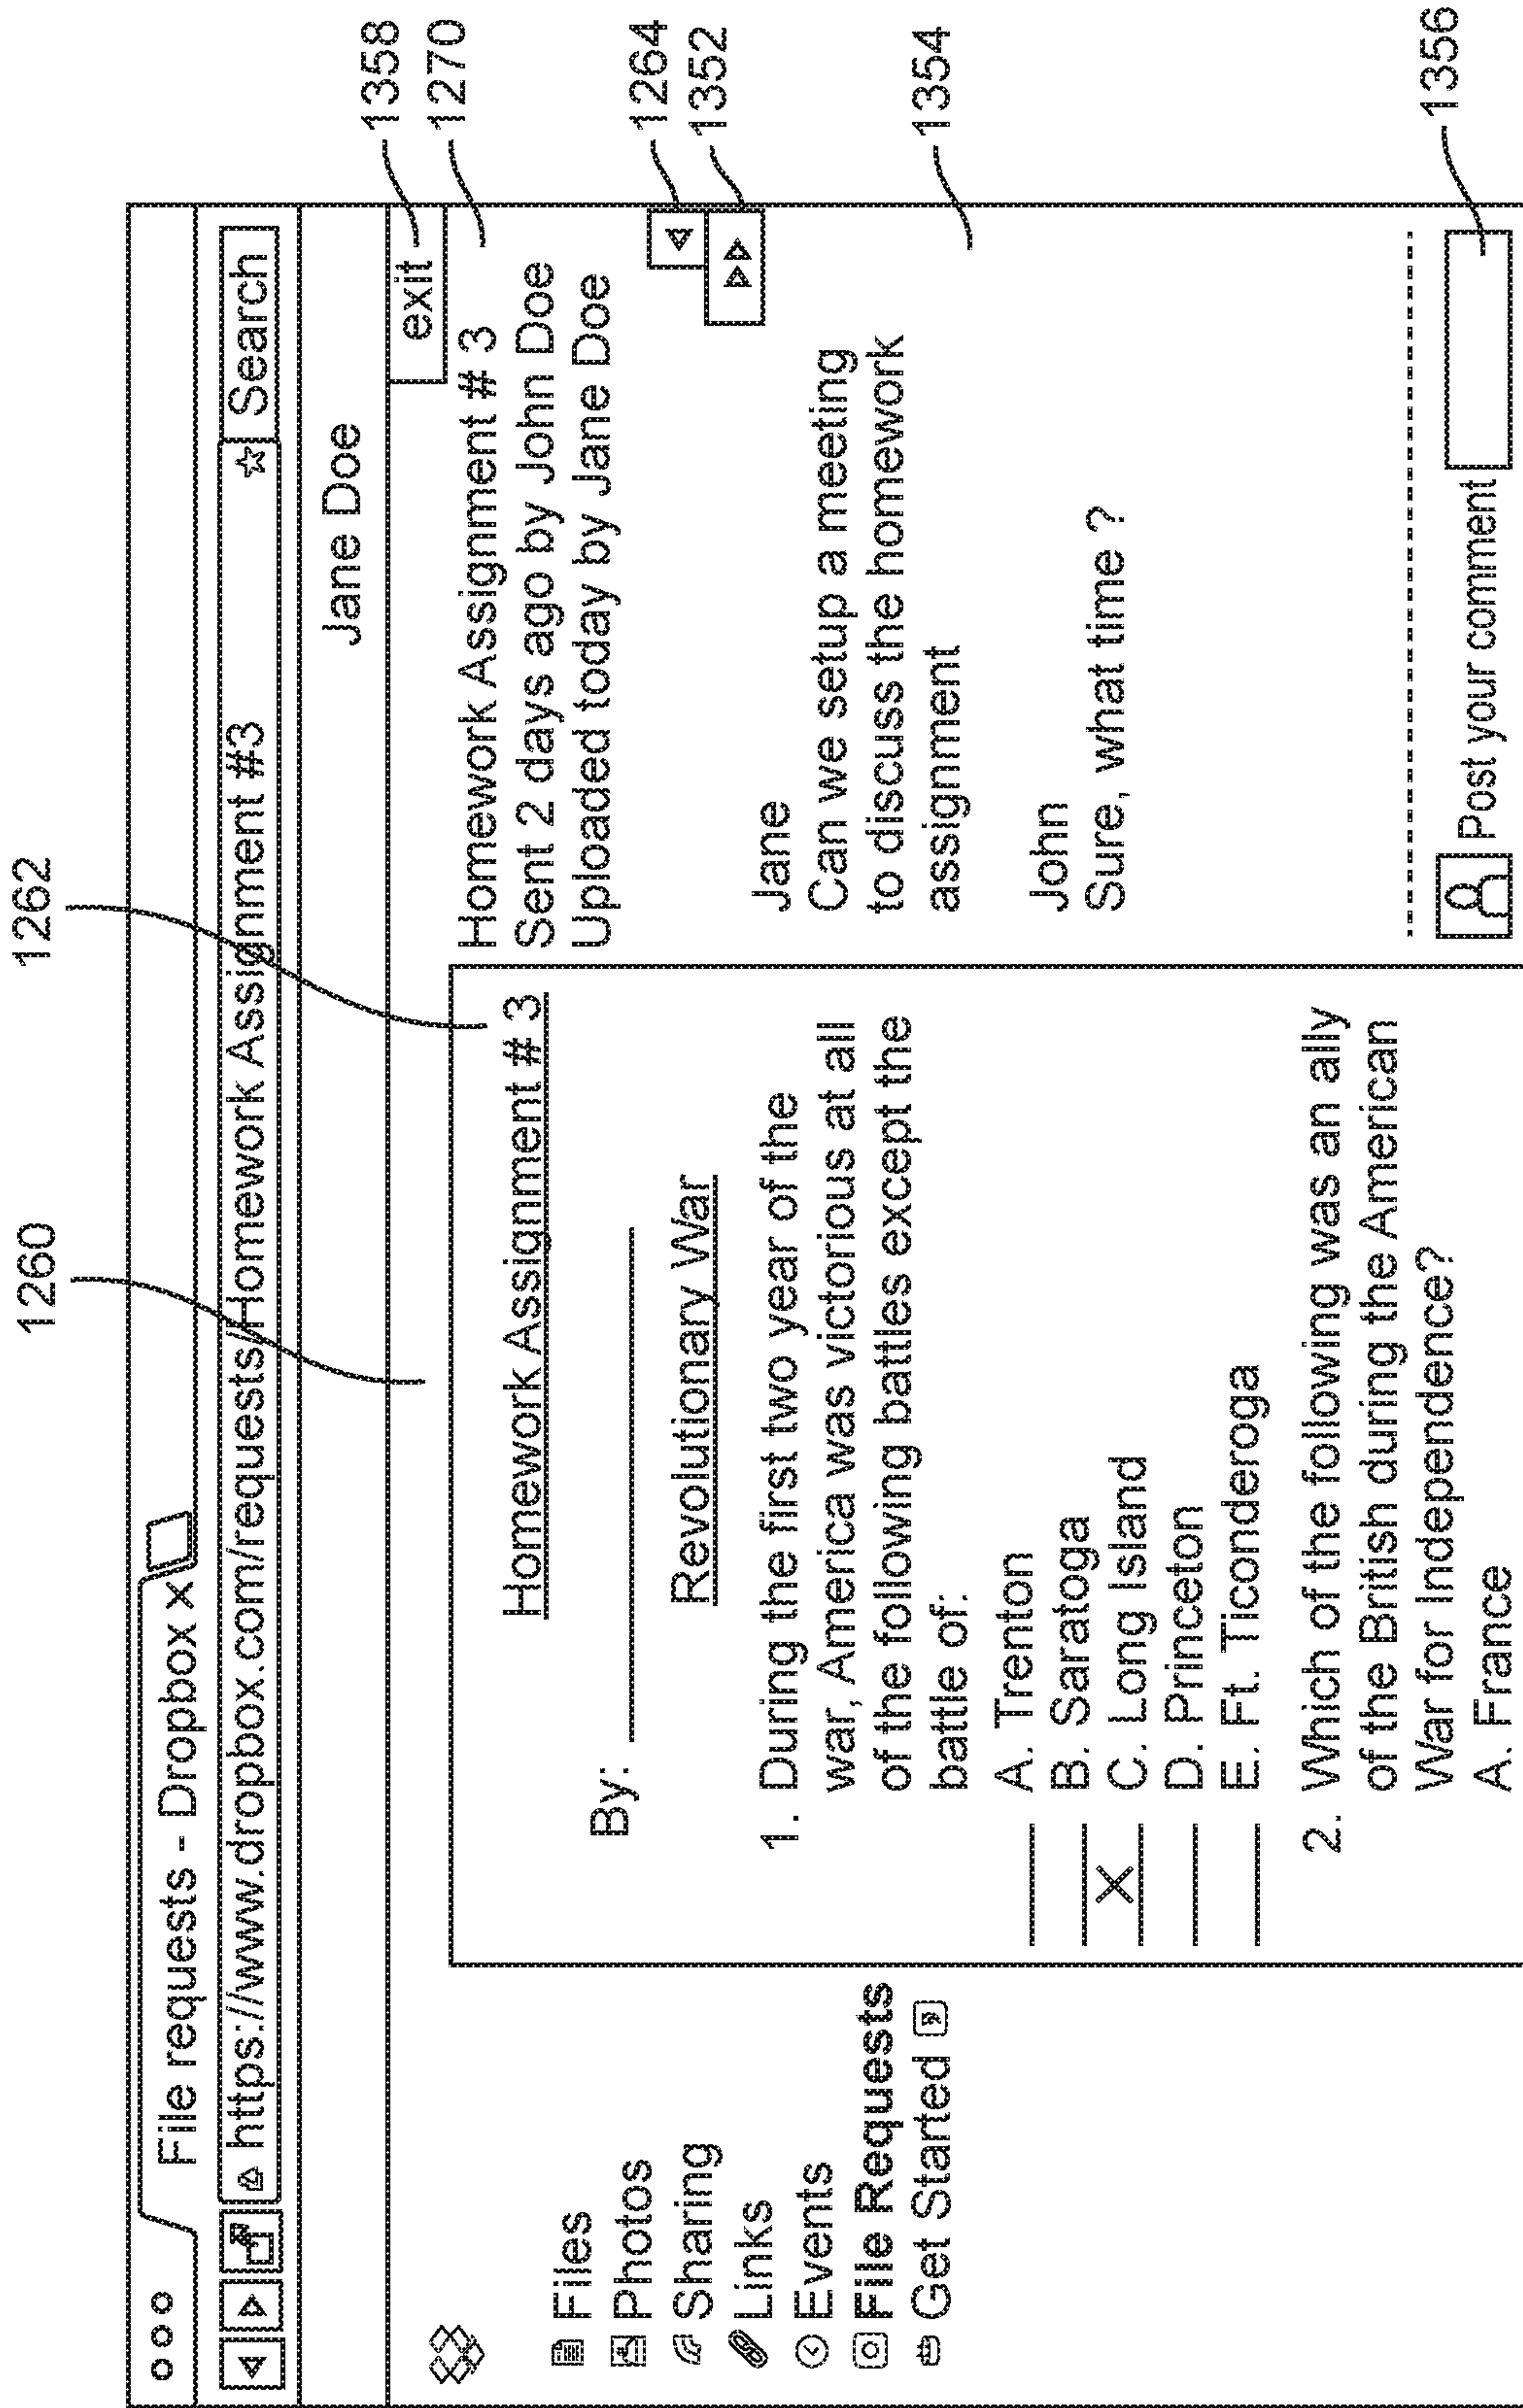 1260
1262
File requests - Dropbox x
https://www.dropbox.com/requests/Homework Assignment #3
Search
Jane Doe
exit
1358
1270
1264
1352
1354
1356
Files
Photos
Sharing
Links
Events
File Requests
Get Started
Homework Assignment # 3
By:
Revolutionary War
1. During the first two year of the
war, America was victorious at all
of the following battles except the
battle of:
A. Trenton
B. Saratoga
X C. Long Island
D. Princeton
E. Ft. Ticonderoga
2. Which of the following was an ally
of the British during the American
War for Independence?
A. France
Homework Assignment # 3
Sent 2 days ago by John Doe
Uploaded today by Jane Doe
Jane
Can we setup a meeting
to discuss the homework
assignment
John
Sure, what time ?
Post your comment